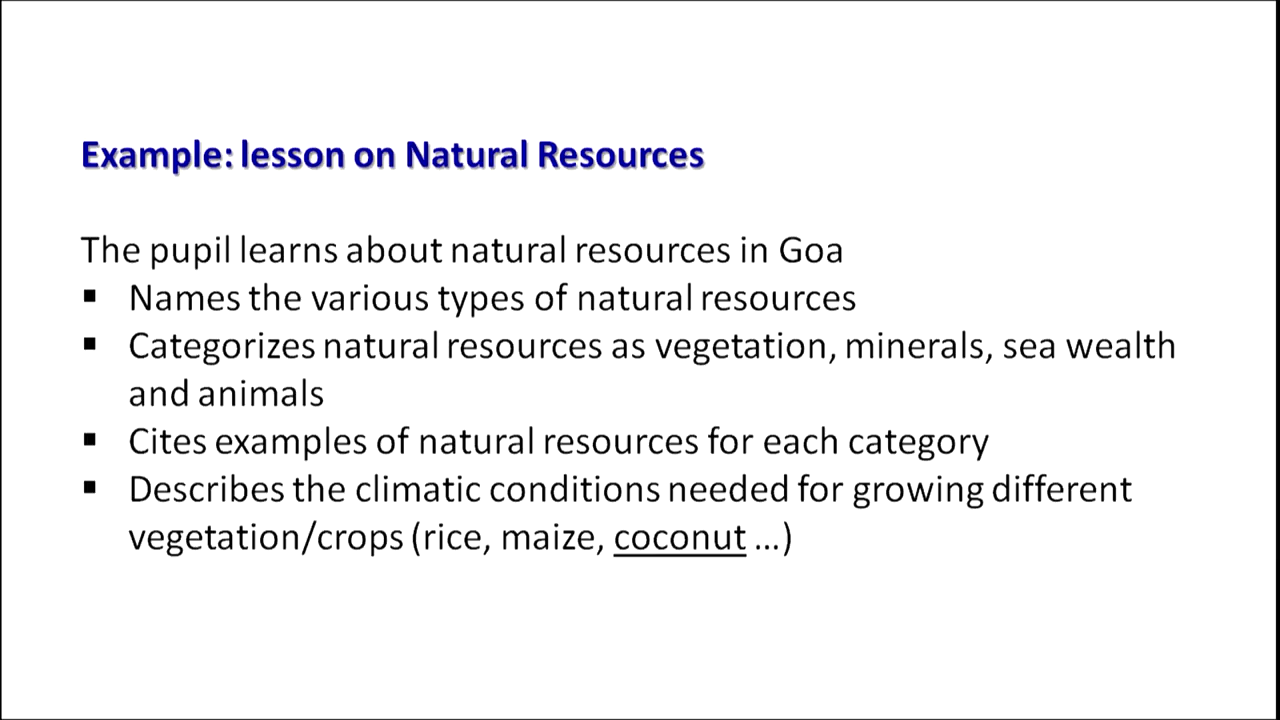 Example: lesson on Natural Resources
The pupil learns about natural resources in Goa
▪ Names the various types of natural resources
▪ Categorizes natural resources as vegetation, minerals, sea wealth
and animals
▪ Cites examples of natural resources for each category
▪ Describes the climatic conditions needed for growing different
vegetation/crops (rice, maize, coconut ...)